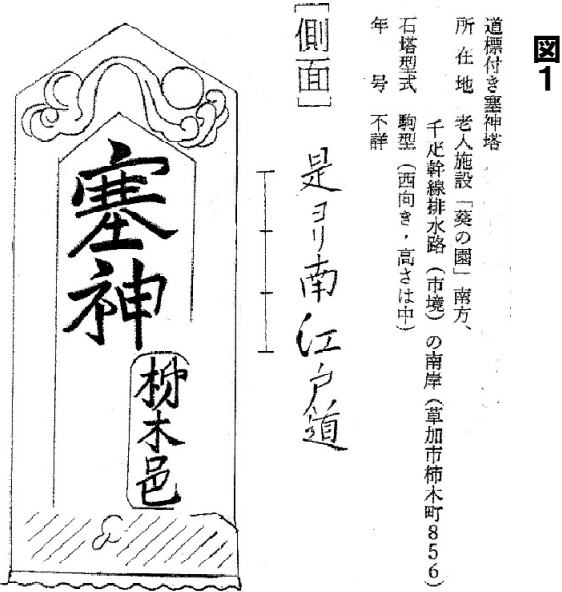 図1
道標付き塞神塔
所在地 老人施設「葵の園」南方、
千疋幹線排水路（市境）の南岸（草加市柿木町856）
石塔型式 駒型（西向き・高さは中）
年号 不詳
［側面］
是ヨリ南江戸道
塞神
柿木邑